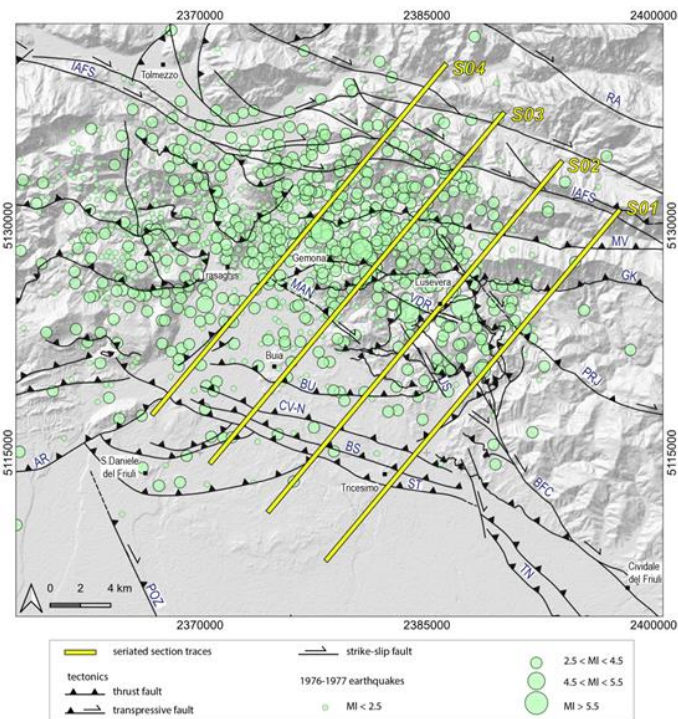 2370000 2385000 2400000
S04
Tolmezzo
IAFS
RA
S03
S02
IAFS
S01
5130000 5130000
MV
Gemona
GK
Trasaghis
Lusevera
MAN
VDR
Buia
PRJ
BU
JS
CV-N
BS
5115000 5115000
AR
S.Daniele
del Friuli
Tricesimo
ST
BFC
TN
Cividale
del Friuli
POZ
0 2 4 km
2370000 2385000 2400000
seriated section traces
strike-slip fault
2.5 < Ml < 4.5
tectonics
1976-1977 earthquakes
4.5 < Ml < 5.5
thrust fault
transpressive fault
Ml < 2.5
Ml > 5.5